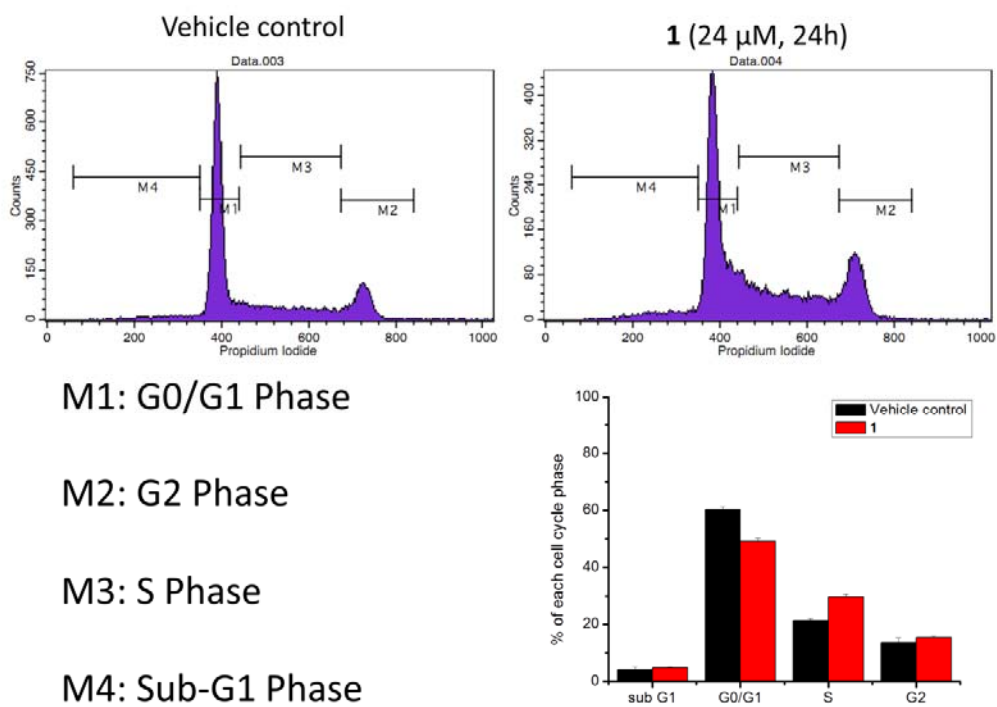 Vehicle control
Data.003
Counts
750
600
450
300
150
0
M3
M4
M1
M2
0
200
400
600
800
1000
Propidium Iodide
1 (24 µM, 24h)
Data.004
Counts
400
320
240
160
80
0
M3
M4
M1
M2
0
200
400
600
800
1000
Propidium Iodide
M1: G0/G1 Phase
M2: G2 Phase
M3: S Phase
M4: Sub-G1 Phase
% of each cell cycle phase
100
80
60
40
20
0
Vehicle control
1
sub G1
G0/G1
S
G2